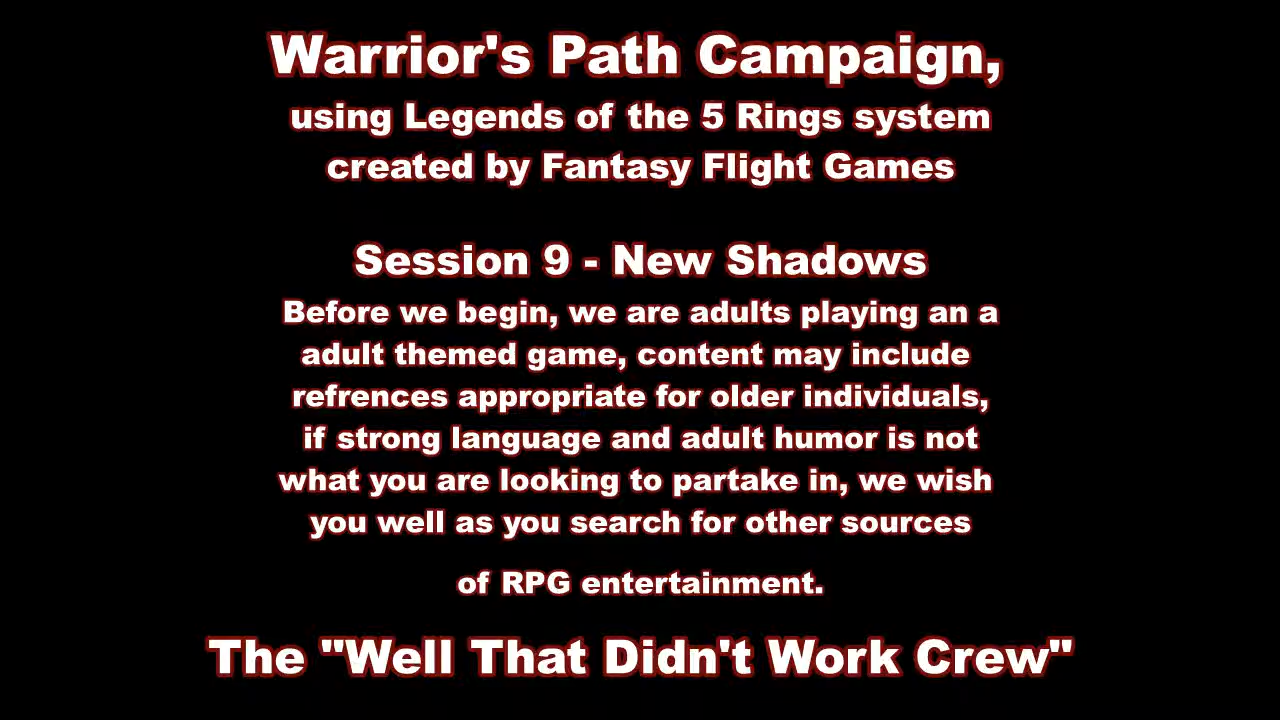 Warrior's Path Campaign,
using Legends of the 5 Rings system
created by Fantasy Flight Games
Session 9 - New Shadows
Before we begin, we are adults playing an a
adult themed game, content may include
refrences appropriate for older individuals,
if strong language and adult humor is not
what you are looking to partake in, we wish
you well as you search for other sources
of RPG entertainment.
The "Well That Didn't Work Crew"